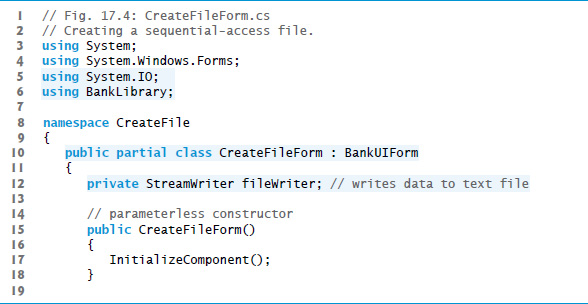 1 // Fig. 17.4: CreateFileForm.cs
2 // Creating a sequential-access file.
3 using System;
4 using System.Windows.Forms;
5 using System.IO;
6 using BankLibrary;
7
8 namespace CreateFile
9 {
10 public partial class CreateFileForm : BankUIForm
11 {
12 private StreamWriter fileWriter; // writes data to text file
13
14 // parameterless constructor
15 public CreateFileForm()
16 {
17 InitializeComponent();
18 }
19